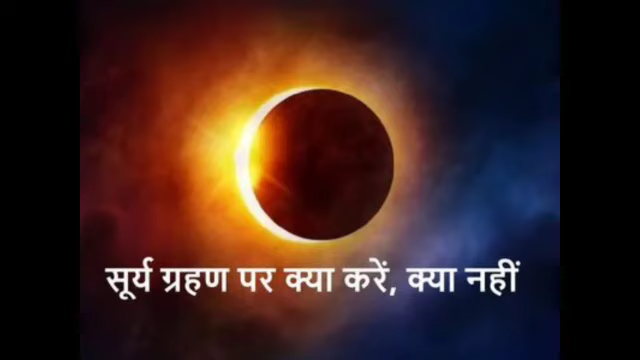 सूर्य ग्रहण पर क्या करें, क्या नहीं